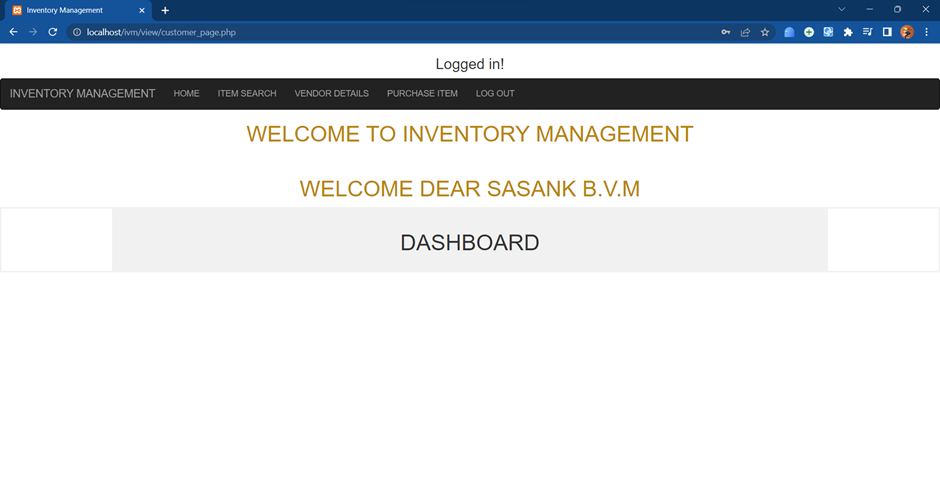 Inventory Management
localhost/ivm/view/customer_page.php
Logged in!
INVENTORY MANAGEMENT HOME ITEM SEARCH VENDOR DETAILS PURCHASE ITEM LOG OUT
WELCOME TO INVENTORY MANAGEMENT
WELCOME DEAR SASANK B.V.M
DASHBOARD